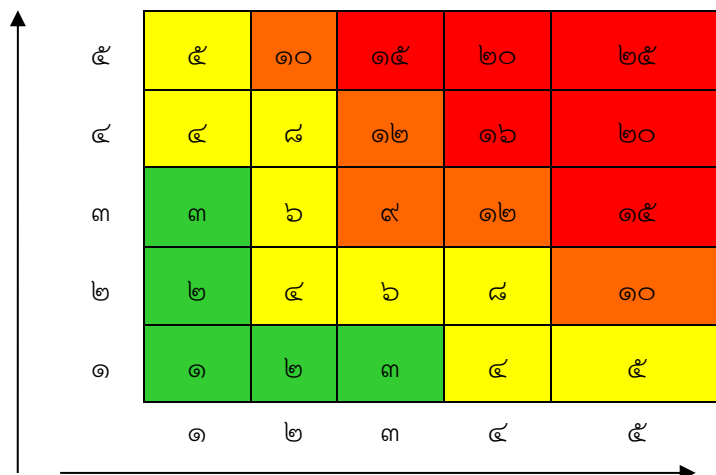 ๕ ๕ ๑๐ ๑๕ ๒๐ ๒๕
๔ ๔ ๘ ๑๒ ๑๖ ๒๐
๓ ๓ ๖ ๙ ๑๒ ๑๕
๒ ๒ ๔ ๖ ๘ ๑๐
๑ ๑ ๒ ๓ ๔ ๕
๑ ๒ ๓ ๔ ๕